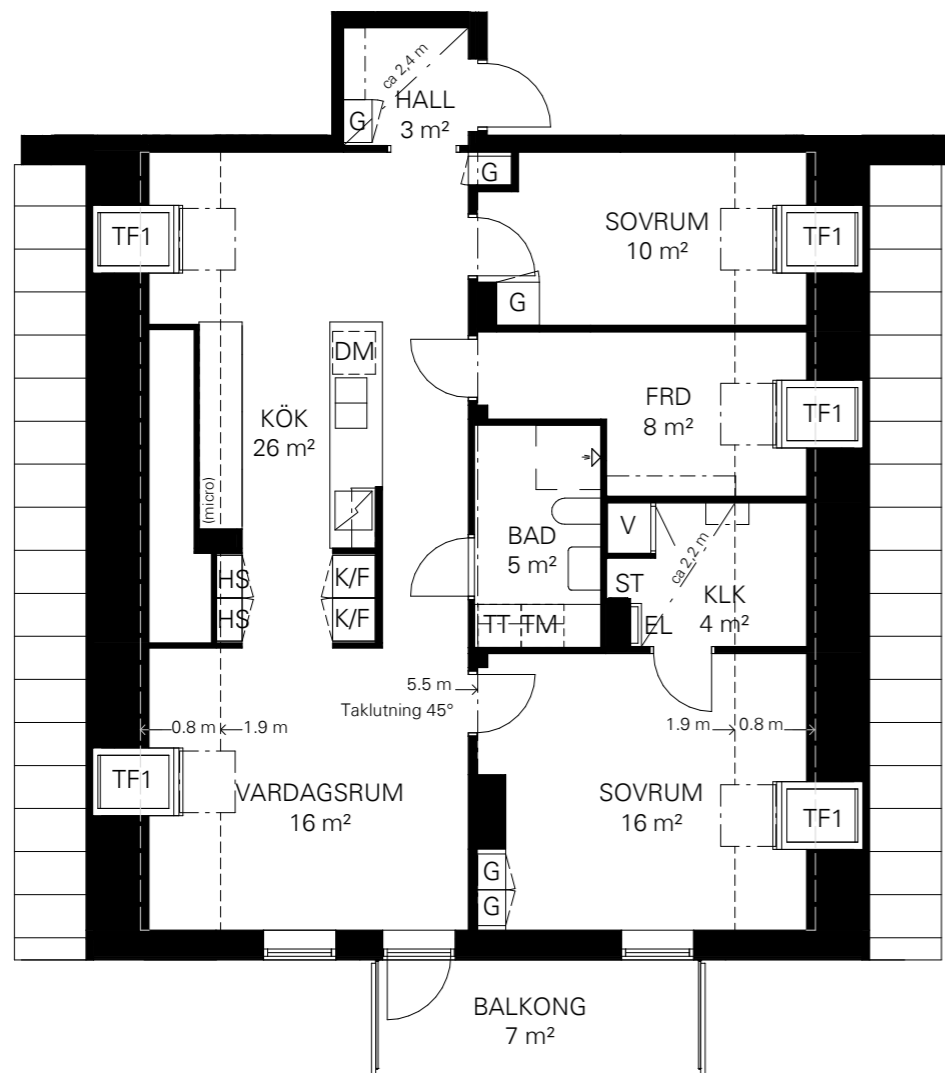 ca 2,4 m
HALL
3 m²
G
G
SOVRUM
10 m²
TF1
TF1
G
DM
KÖK
26 m²
(micro)
FRD
8 m²
TF1
BAD
5 m²
V
ca 2,2 m
ST
KLK
4 m²
EL
HS
HS
K/F
K/F
TT
TM
5.5 m
Taklutning 45°
0.8 m
1.9 m
1.9 m
0.8 m
TF1
VARDAGSRUM
16 m²
SOVRUM
16 m²
TF1
G
G
BALKONG
7 m²